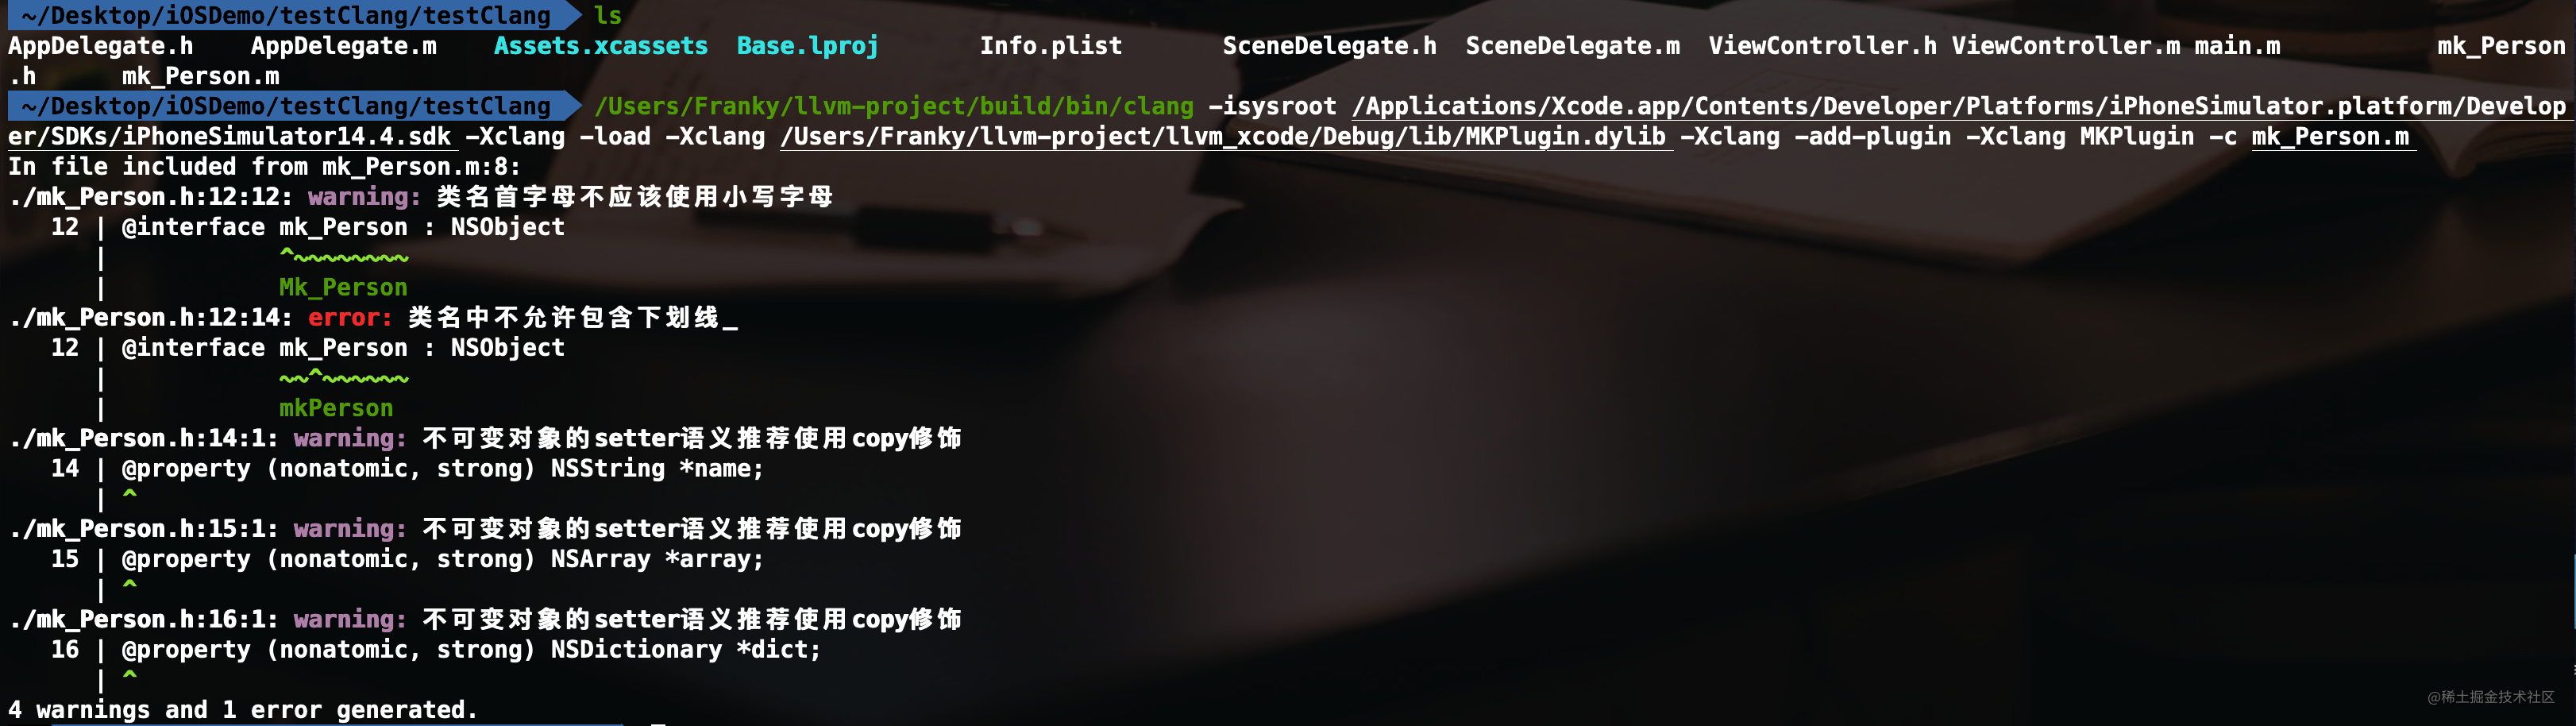 ~/Desktop/iOSDemo/testClang/testClang ls
AppDelegate.h AppDelegate.m Assets.xcassets Base.lproj Info.plist SceneDelegate.h SceneDelegate.m ViewController.h ViewController.m main.m mk_Person
.h mk_Person.m
~/Desktop/iOSDemo/testClang/testClang /Users/Franky/llvm-project/build/bin/clang -isysroot /Applications/Xcode.app/Contents/Developer/Platforms/iPhoneSimulator.platform/Develop
er/SDKs/iPhoneSimulator14.4.sdk -Xclang -load -Xclang /Users/Franky/llvm-project/llvm_xcode/Debug/lib/MKPlugin.dylib -Xclang -add-plugin -Xclang MKPlugin -c mk_Person.m
In file included from mk_Person.m:8:
./mk_Person.h:12:12: warning: 类名首字母不应该使用小写字母
12 | @interface mk_Person : NSObject
| ^~~~~~~~~
| Mk_Person
./mk_Person.h:12:14: error: 类名中不允许包含下划线_
12 | @interface mk_Person : NSObject
| ~~^~~~~~~
| mkPerson
./mk_Person.h:14:1: warning: 不可变对象的setter语义推荐使用copy修饰
14 | @property (nonatomic, strong) NSString *name;
| ^
./mk_Person.h:15:1: warning: 不可变对象的setter语义推荐使用copy修饰
15 | @property (nonatomic, strong) NSArray *array;
| ^
./mk_Person.h:16:1: warning: 不可变对象的setter语义推荐使用copy修饰
16 | @property (nonatomic, strong) NSDictionary *dict;
| ^
4 warnings and 1 error generated.
@稀土掘金技术社区